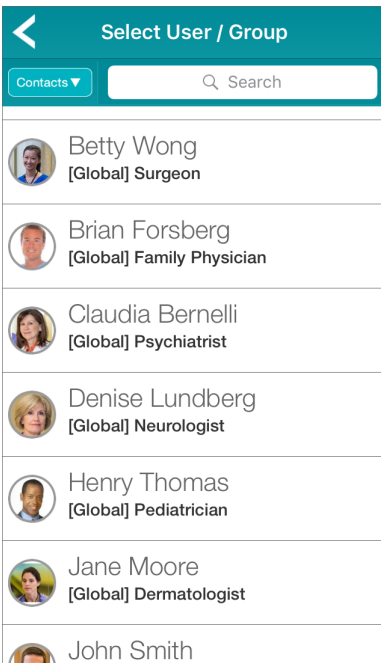 Select User / Group
Contacts▼
Search
Betty Wong
[Global] Surgeon
Brian Forsberg
[Global] Family Physician
Claudia Bernelli
[Global] Psychiatrist
Denise Lundberg
[Global] Neurologist
Henry Thomas
[Global] Pediatrician
Jane Moore
[Global] Dermatologist
John Smith